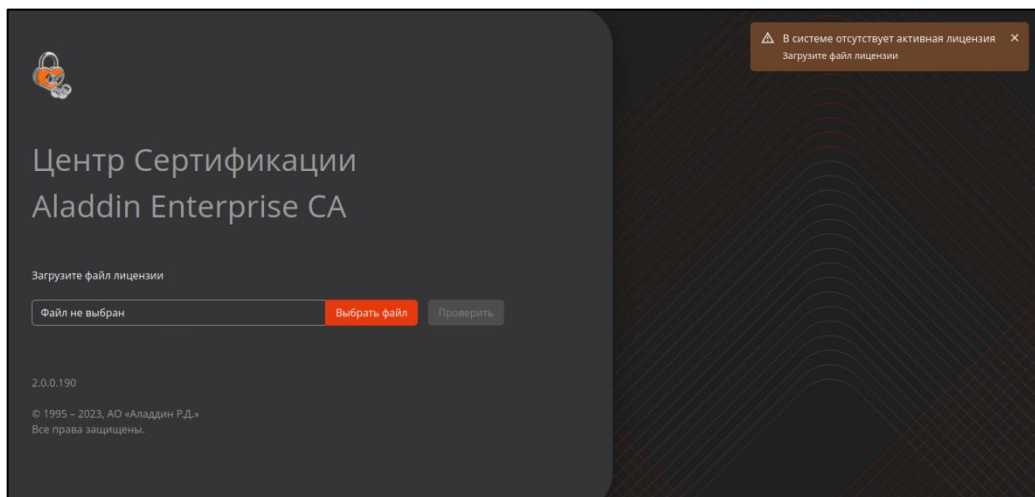 В системе отсутствует активная лицензия
Загрузите файл лицензии
Центр Сертификации
Aladdin Enterprise CA
Загрузите файл лицензии
Файл не выбран Выбрать файл Проверить
2.0.0.190
© 1995 – 2023, АО «Аладдин Р.Д.»
Все права защищены.